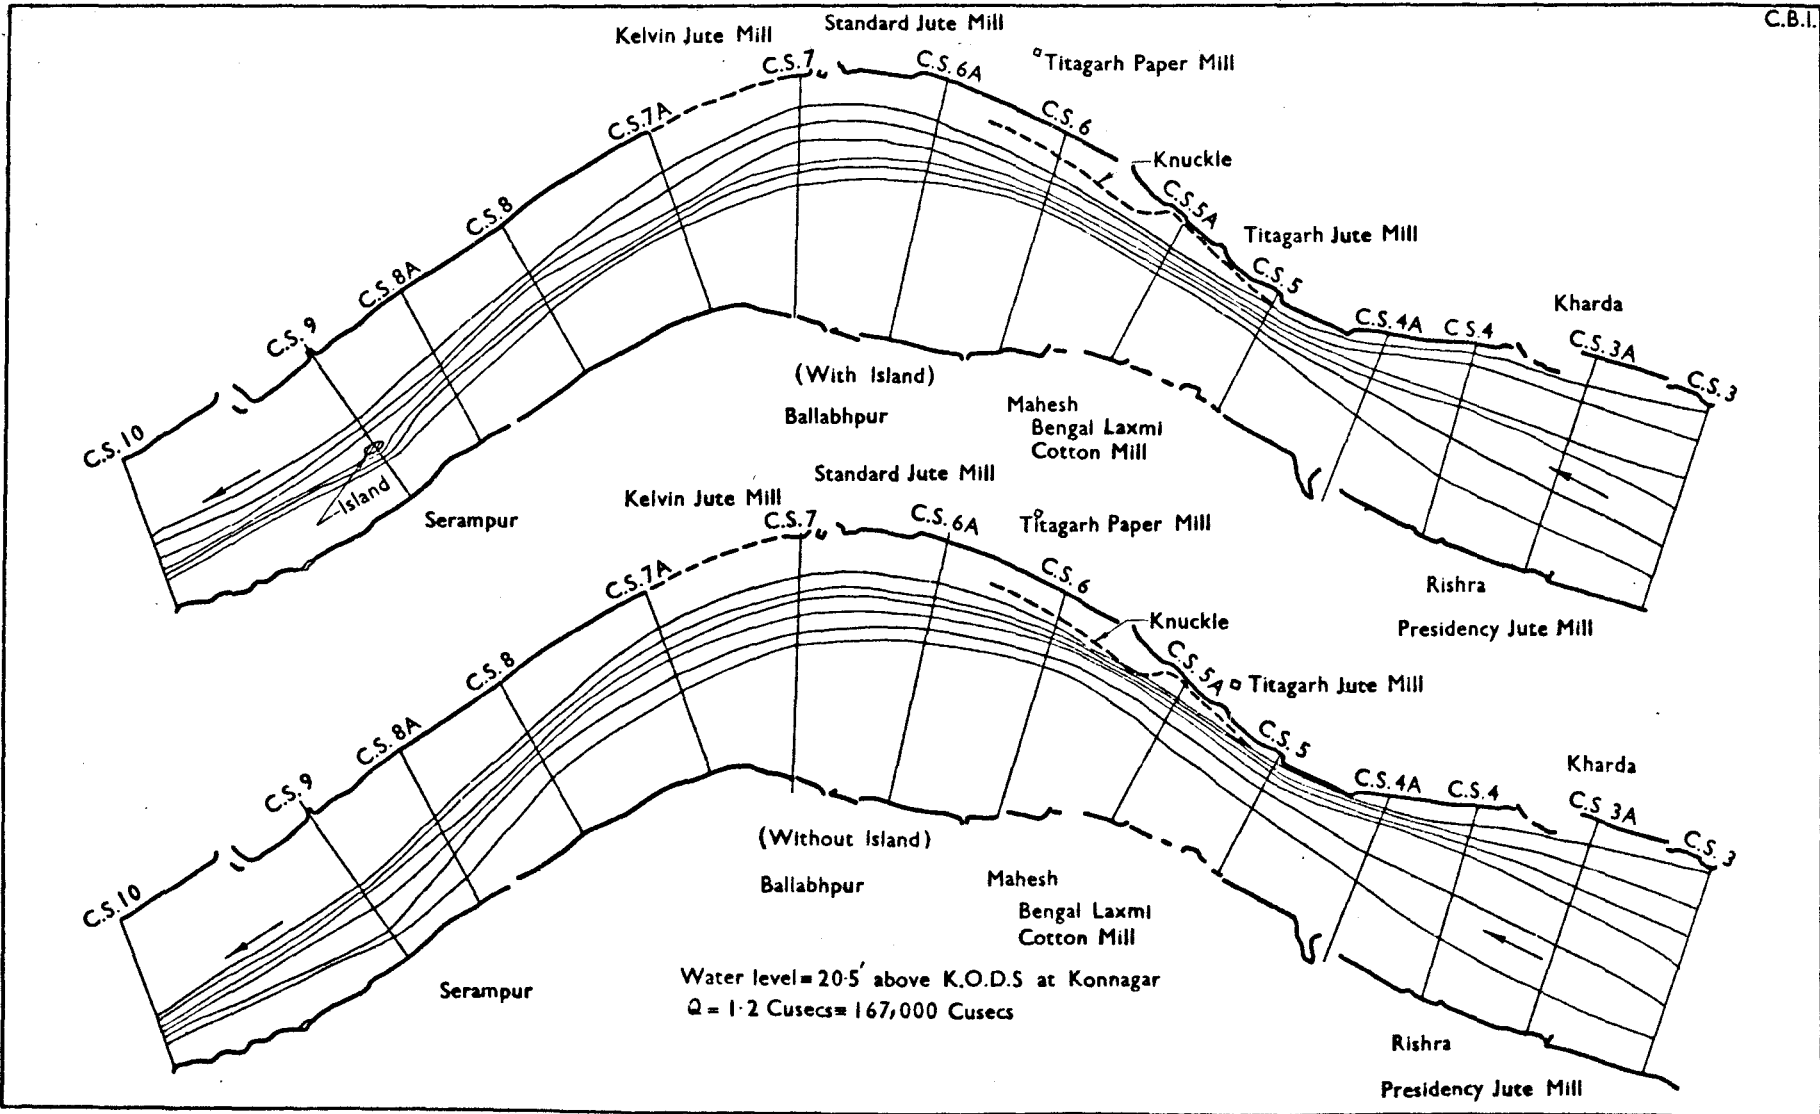 C.B.I.
Kelvin Jute Mill
Standard Jute Mill
Titagarh Paper Mill
C.S.7
C.S.6A
C.S.6
C.S.7A
Knuckle
C.S.5A
C.S.8
Titagarh Jute Mill
C.S.5
C.S.8A
Kharda
C.S.4A
C S.4
C.S.3A
C.S.9
C.S.3
(With Island)
Ballabhpur
Mahesh
Bengal Laxmi
Cotton Mill
C.S.10
Island
Serampur
Rishra
Presidency Jute Mill
Standard Jute Mill
Kelvin Jute Mill
Titagarh Paper Mill
C.S.7
C.S.6A
C.S.6
C.S.7A
Knuckle
C.S.8
C.S.5A
Titagarh Jute Mill
C.S.8A
C.S.5
Kharda
C.S.9
C.S.4A
C.S.4
C.S 3A
C.S.3
(Without Island)
Ballabhpur
Mahesh
Bengal Laxmi
Cotton Mill
C.S.10
Serampur
Water level=20·5′ above K.O.D.S at Konnagar
Q = 1·2 Cusecs= 167,000 Cusecs
Rishra
Presidency Jute Mill